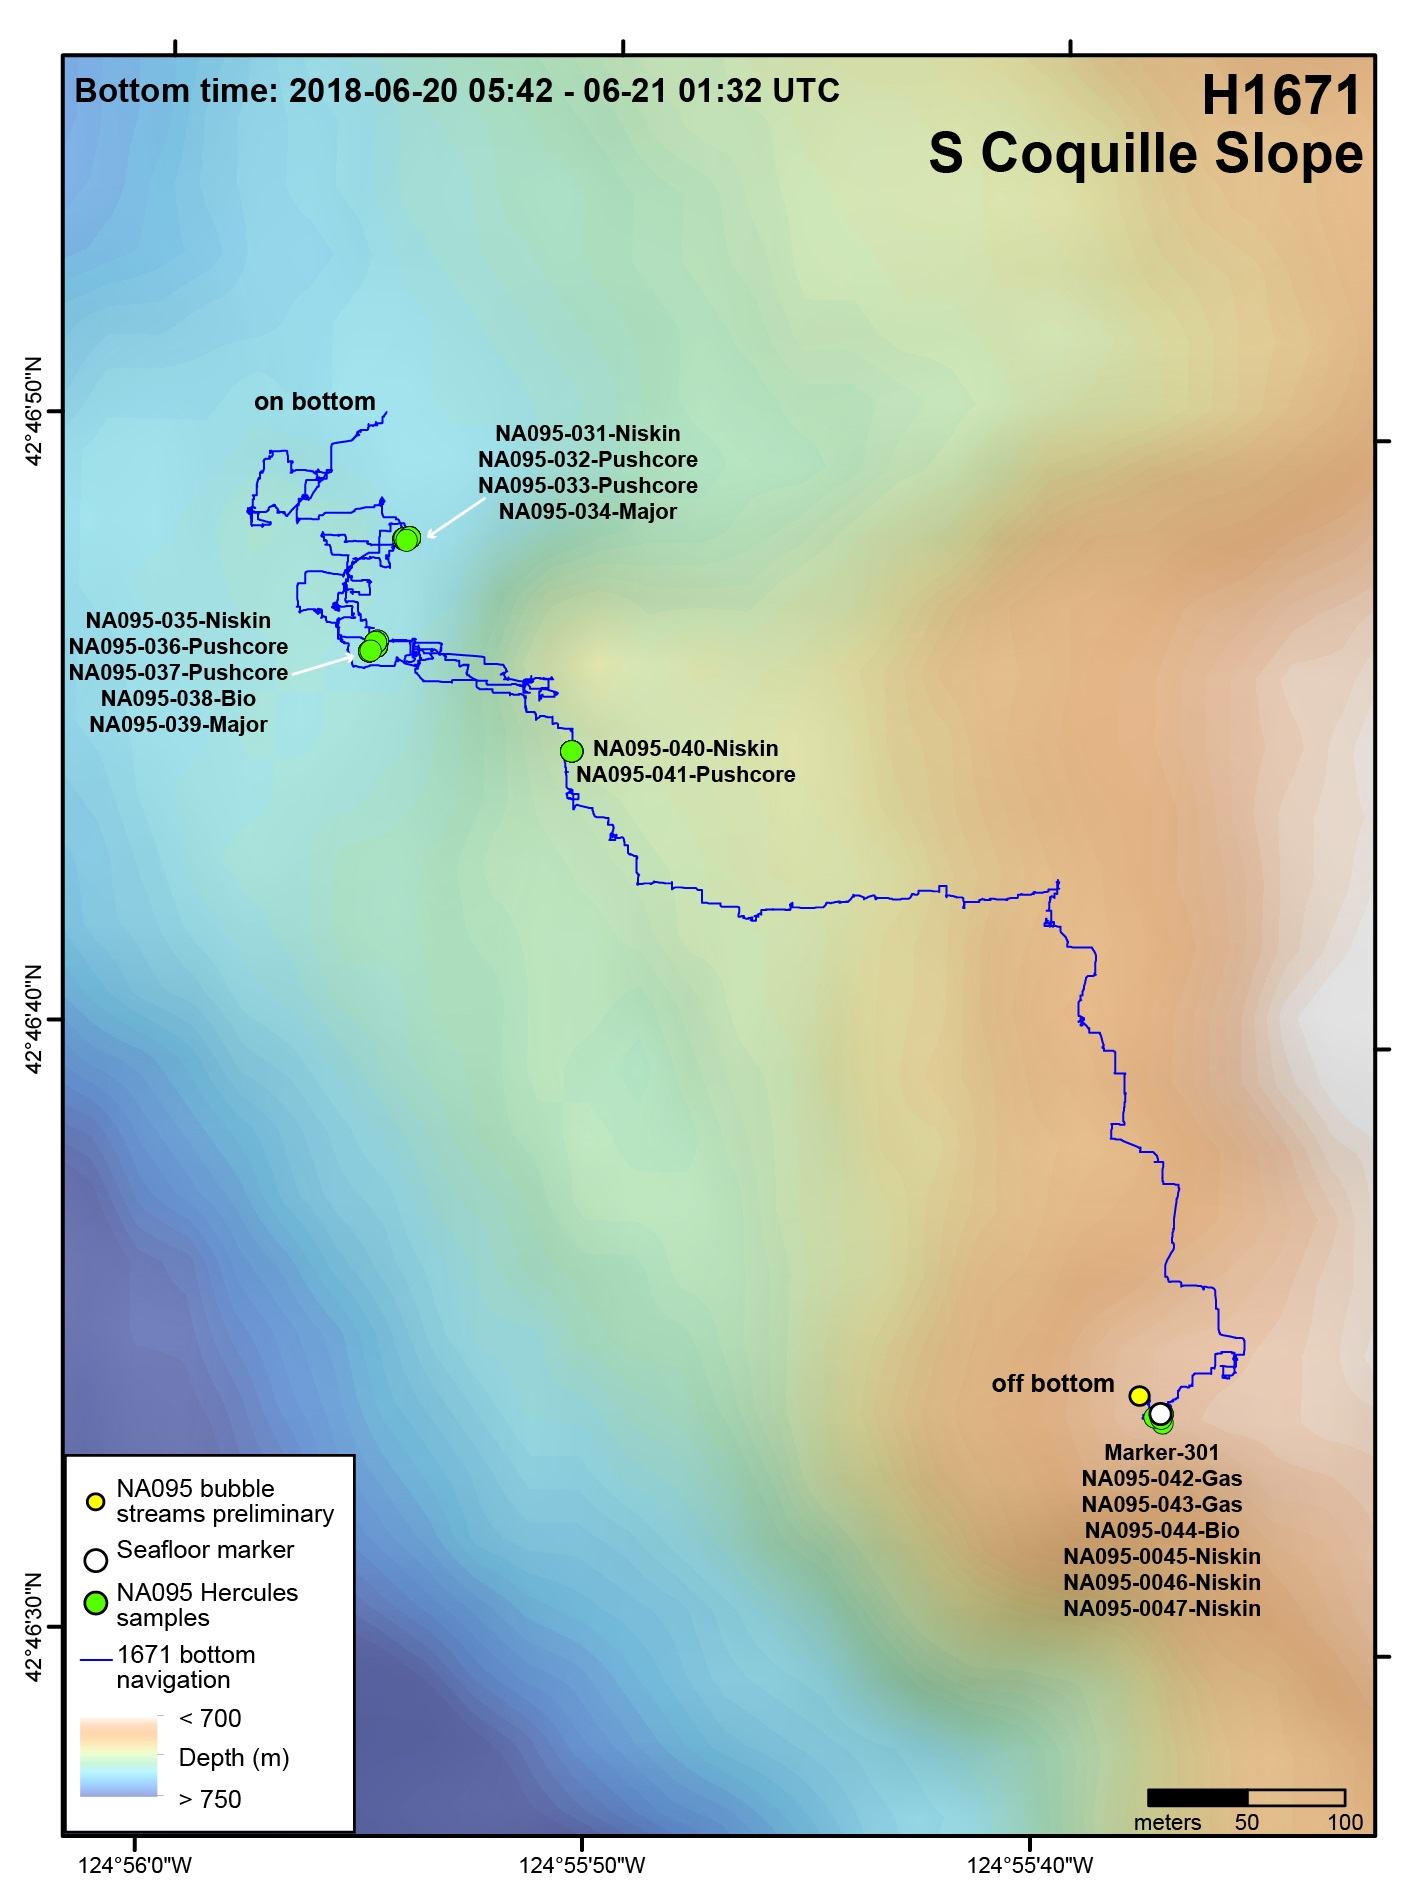 Bottom time: 2018-06-20 05:42 - 06-21 01:32 UTC
H1671
S Coquille Slope
42°46'50"N
on bottom
NA095-031-Niskin
NA095-032-Pushcore
NA095-033-Pushcore
NA095-034-Major
NA095-035-Niskin
NA095-036-Pushcore
NA095-037-Pushcore
NA095-038-Bio
NA095-039-Major
NA095-040-Niskin
NA095-041-Pushcore
42°46'40"N
off bottom
Marker-301
NA095-042-Gas
NA095-043-Gas
NA095-044-Bio
NA095-0045-Niskin
NA095-0046-Niskin
NA095-0047-Niskin
42°46'30"N
NA095 bubble
streams preliminary
Seafloor marker
NA095 Hercules
samples
1671 bottom
navigation
< 700
Depth (m)
> 750
meters 50 100
124°56'0"W
124°55'50"W
124°55'40"W